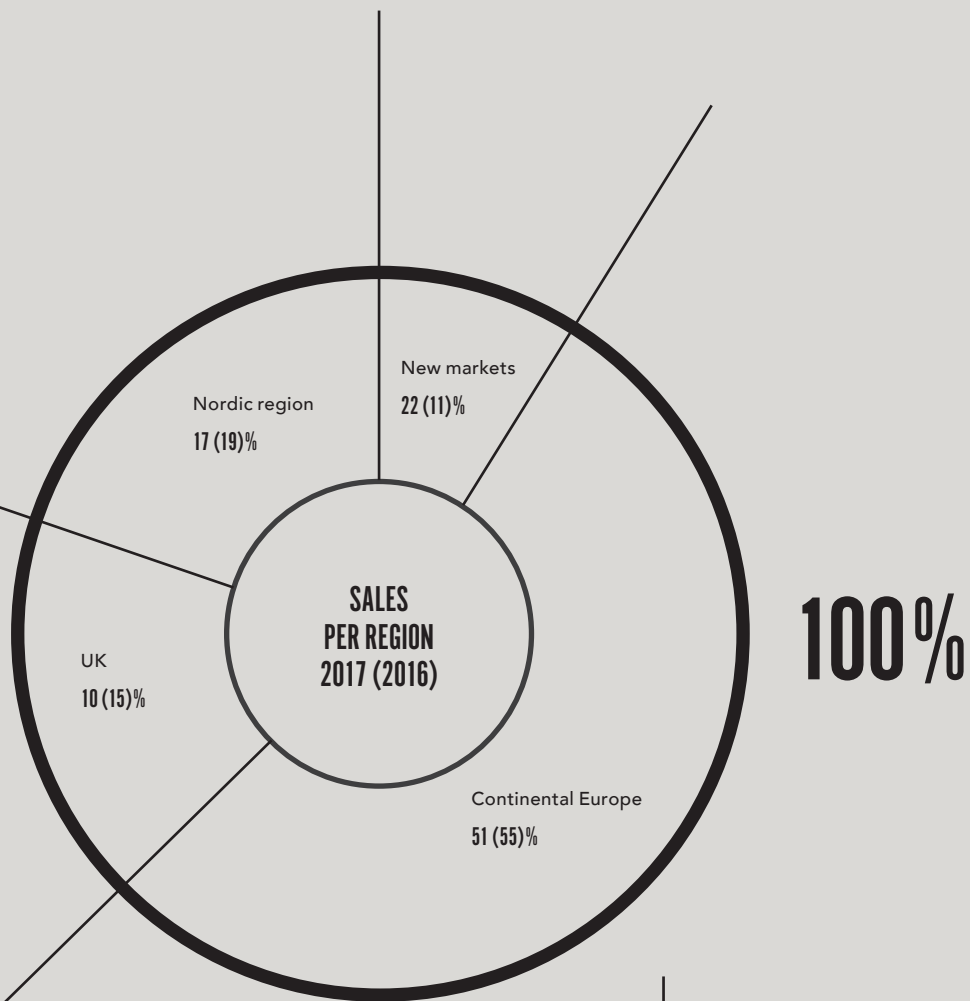 New markets
22 (11)%
Nordic region
17 (19)%
SALES
PER REGION
2017 (2016)
100%
UK
10 (15)%
Continental Europe
51 (55)%